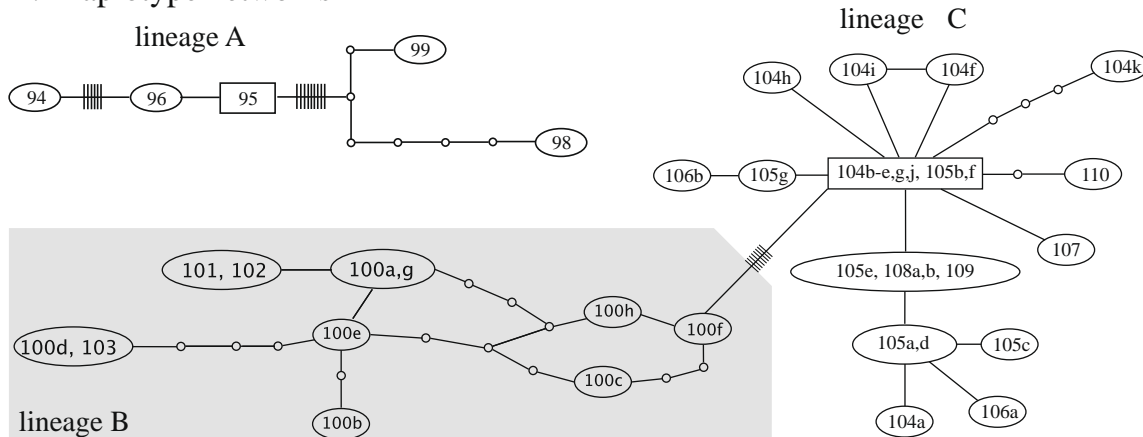 lineage A
lineage C
99
94
96
95
98
104h
104i
104f
104k
106b
105g
104b-e,g,j, 105b,f
110
107
101, 102
100a,g
105e, 108a,b, 109
100h
100f
100e
100d, 103
105a,d
105c
100c
100b
104a
106a
lineage B